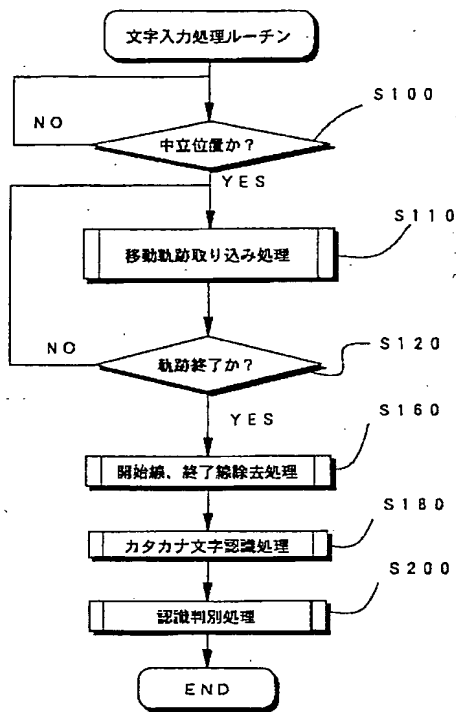 文字入力処理ルーチン
S100
NO
中立位置か?
YES
S110
移動軌跡取り込み処理
NO
S120
軌跡終了か?
YES
S160
開始線、終了線除去処理
S180
カタカナ文字認識処理
S200
認識判別処理
END